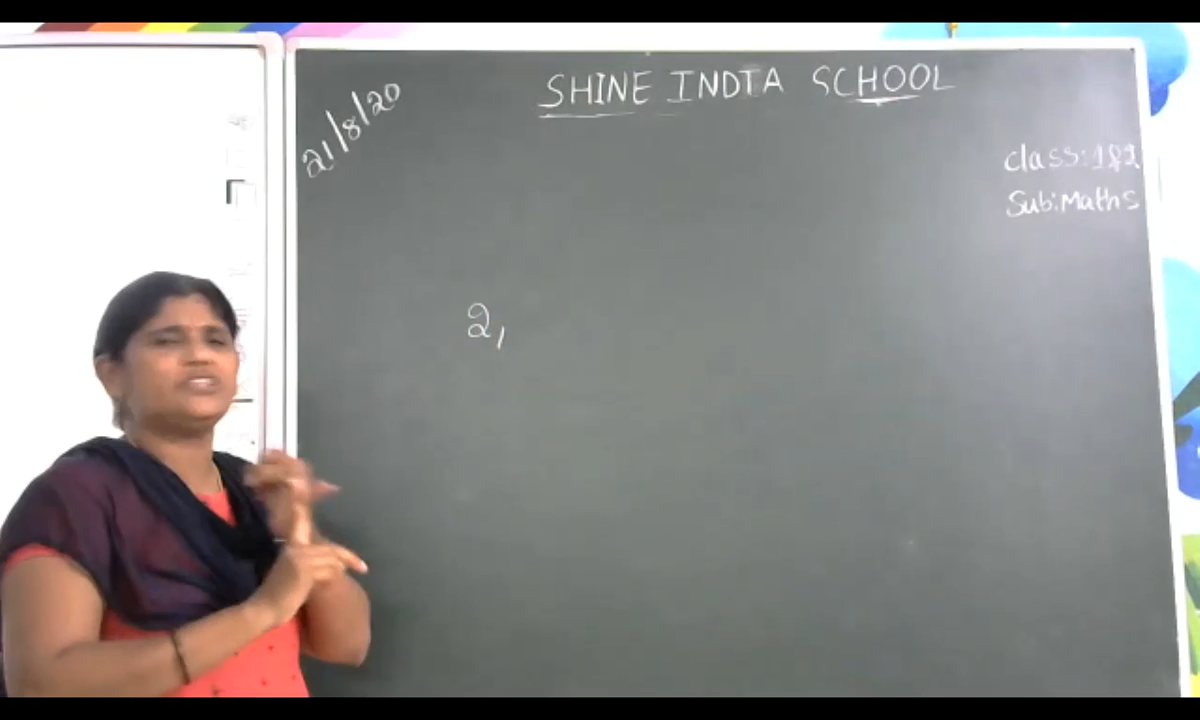 SHINE INDIA SCHOOL
21/8/20
class: 1&2
Sub: Maths
2,